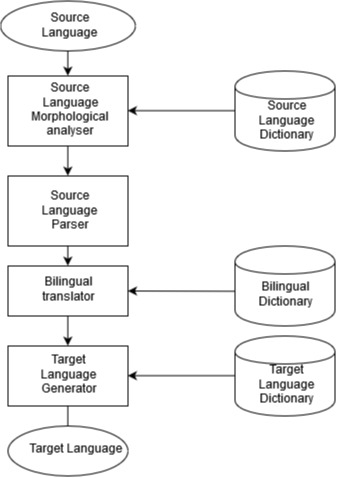 Source
Language
Source
Language
Morphological
analyser
Source
Language
Dictionary
Source
Language
Parser
Bilingual
translator
Bilingual
Dictionary
Target
Language
Generator
Target
Language
Dictionary
Target Language